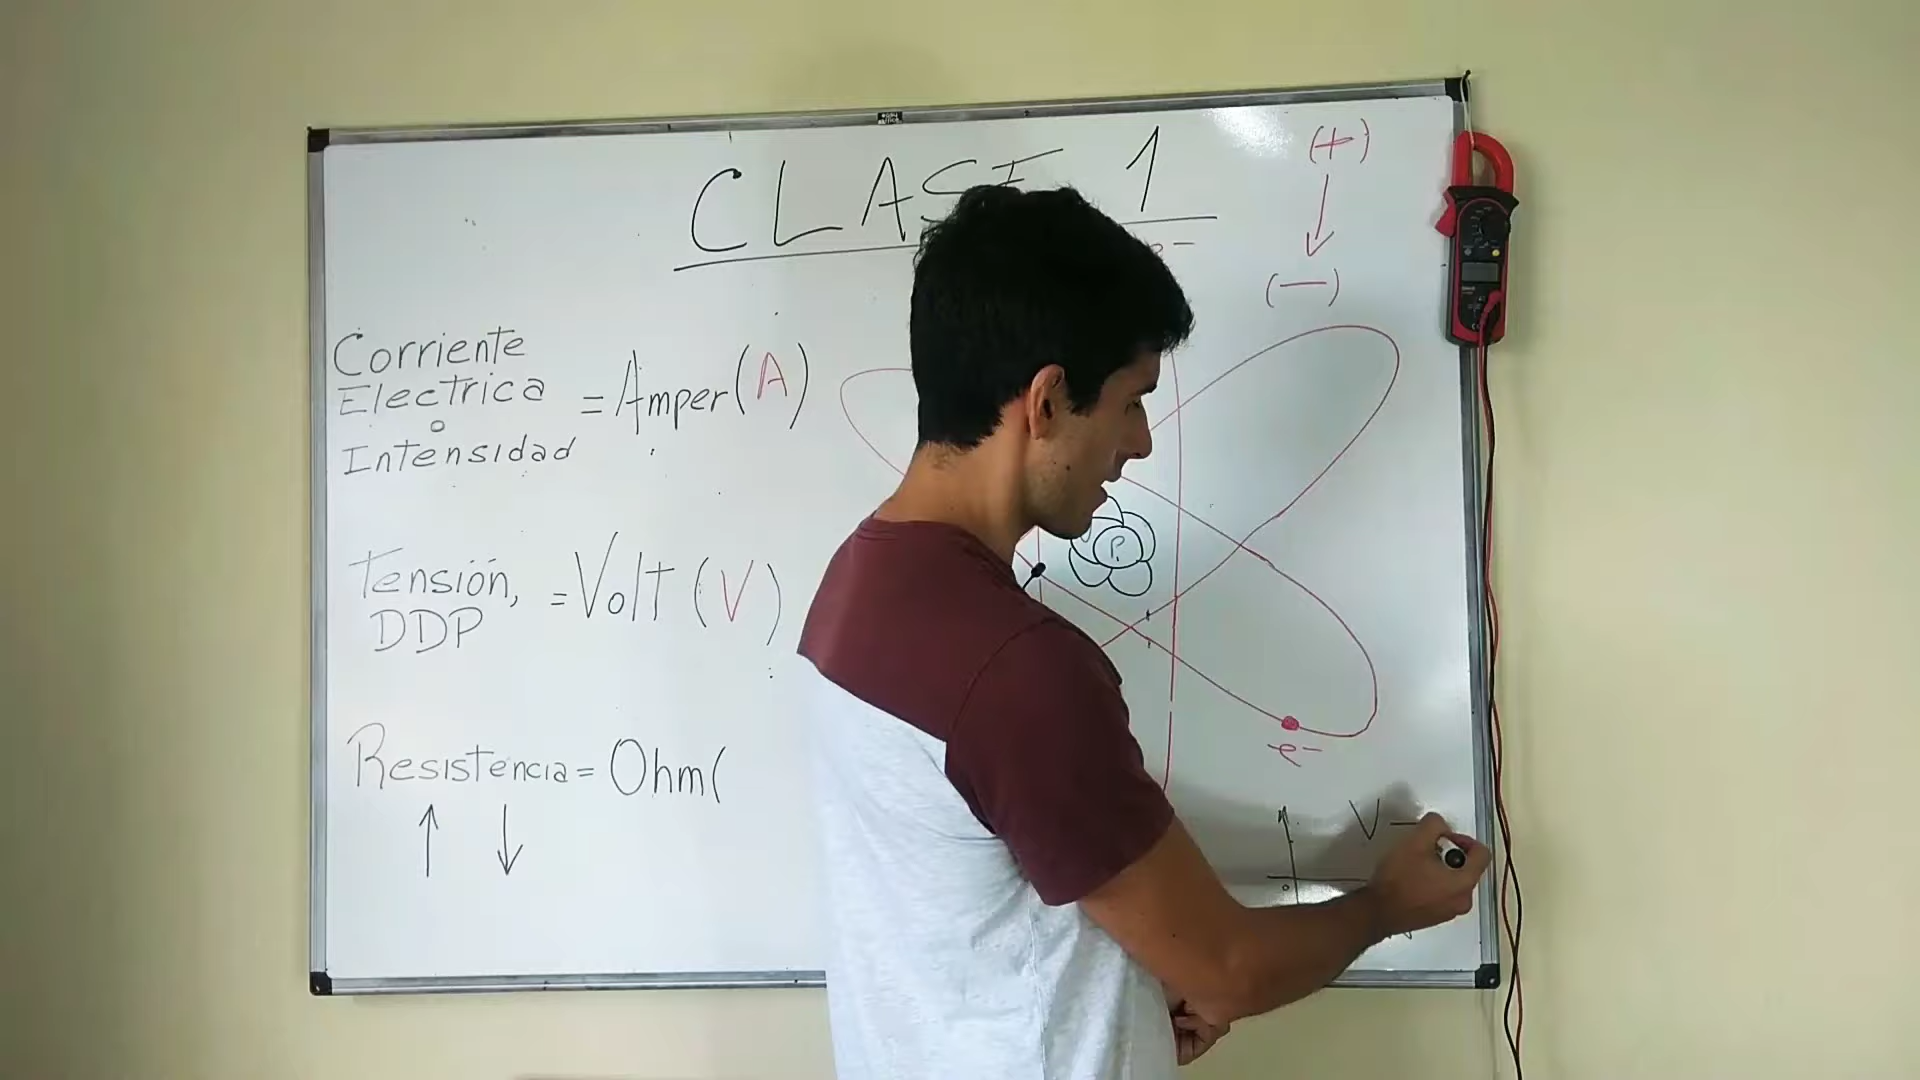 CLASE 1
(+)
(—)
e-
Corriente
Electrica
o
Intensidad
= Amper (A)
Tensión,
DDP
= Volt (V)
Resistencia = Ohm(
P
e-
V —
o